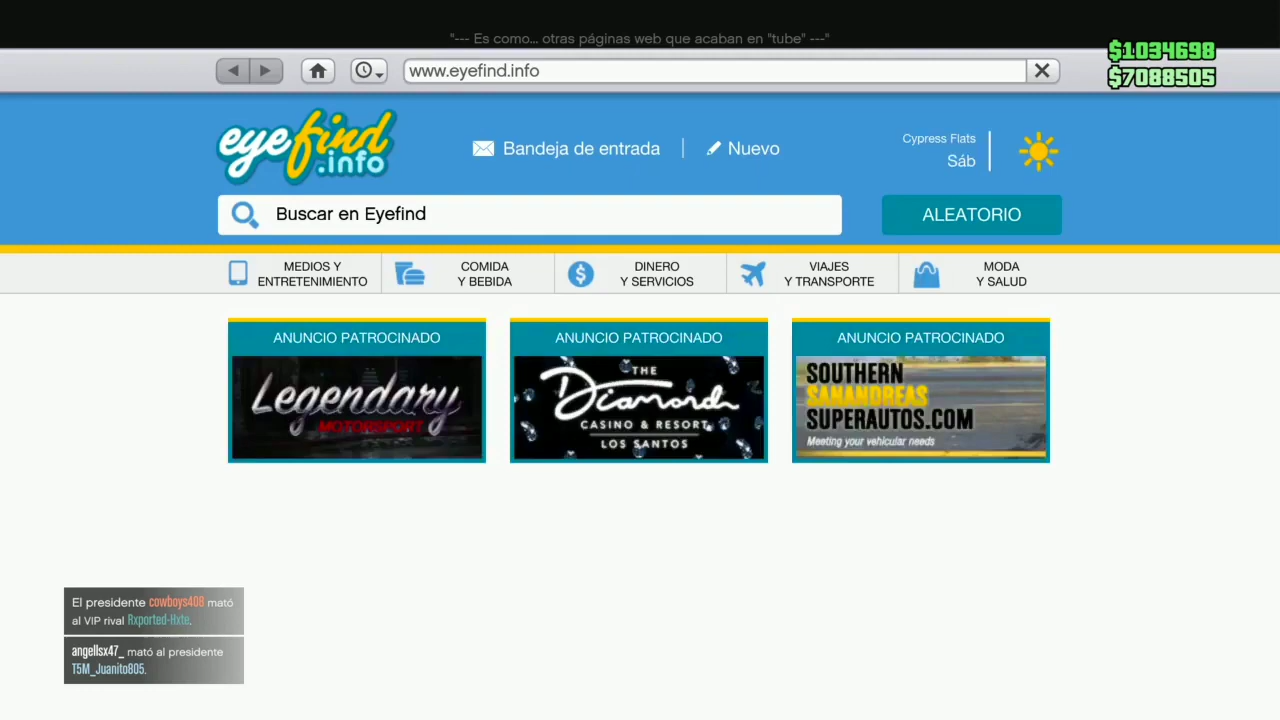 "--- Es como... otras páginas web que acaban en "tube" ---"
$1034698
www.eyefind.info
$7088505
eyefind
.info
Bandeja de entrada
Nuevo
Cypress Flats
Sáb
Buscar en Eyefind
ALEATORIO
MEDIOS Y
ENTRETENIMIENTO
COMIDA
Y BEBIDA
DINERO
Y SERVICIOS
VIAJES
Y TRANSPORTE
MODA
Y SALUD
ANUNCIO PATROCINADO
Legendary
MOTORSPORT
ANUNCIO PATROCINADO
THE
Diamond
CASINO & RESORT
LOS SANTOS
ANUNCIO PATROCINADO
SOUTHERN
SANANDREAS
SUPERAUTOS.COM
Meeting your vehicular needs
El presidente cowboys408 mató
al VIP rival Rxported-Hxte.
angellsx47_ mató al presidente
T5M_Juanito805.